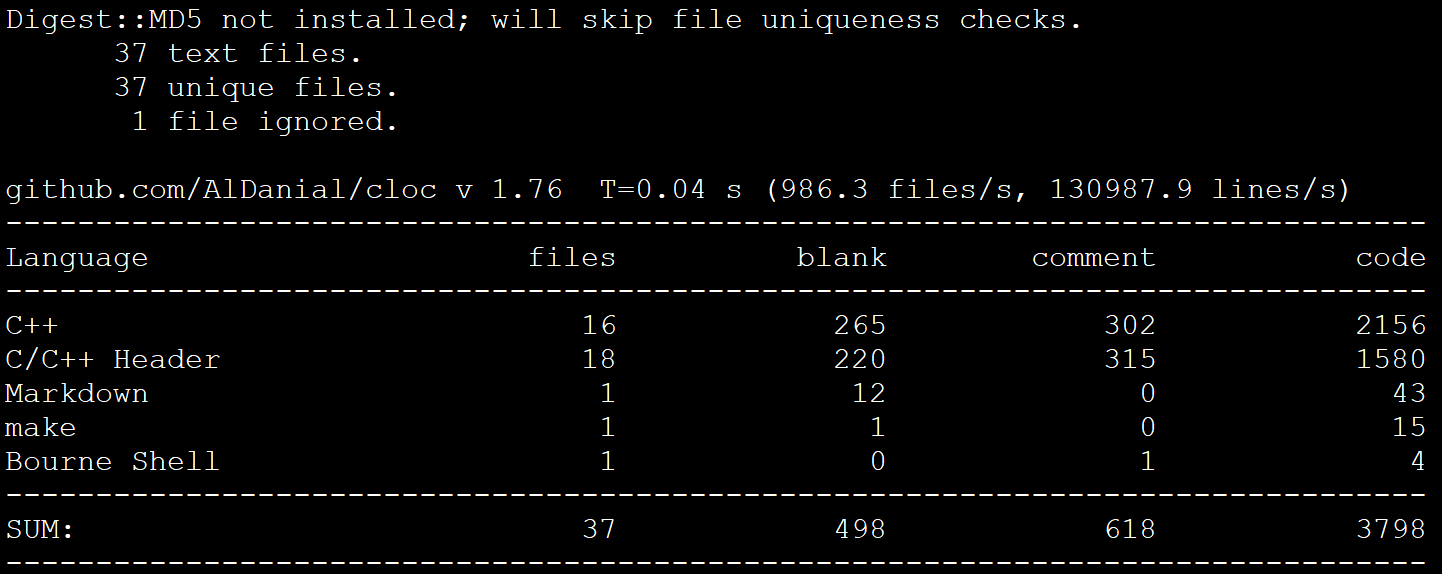 Digest::MD5 not installed; will skip file uniqueness checks.
      37 text files.
      37 unique files.
       1 file ignored.

github.com/AlDanial/cloc v 1.76  T=0.04 s (986.3 files/s, 130987.9 lines/s)
-------------------------------------------------------------------------------
Language                     files          blank        comment           code
-------------------------------------------------------------------------------
C++                             16            265            302           2156
C/C++ Header                    18            220            315           1580
Markdown                         1             12              0             43
make                             1              1              0             15
Bourne Shell                     1              0              1              4
-------------------------------------------------------------------------------
SUM:                            37            498            618           3798
-------------------------------------------------------------------------------